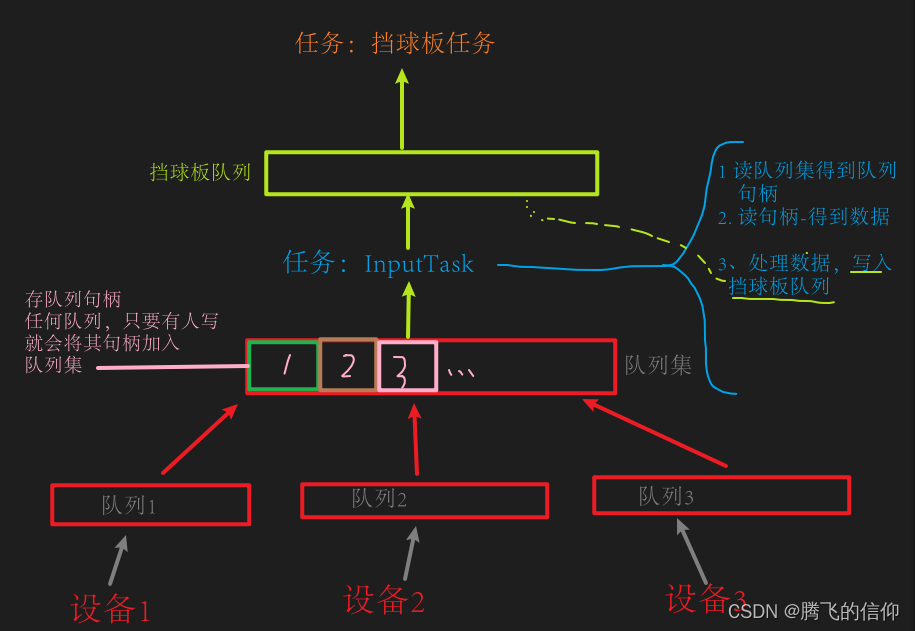 任务：挡球板任务
挡球板队列
1 读队列集得到队列
句柄
2. 读句柄-得到数据
任务：InputTask
3、处理数据，写入
挡球板队列
存队列句柄
任何队列，只要有人写
就会将其句柄加入
队列集
1 2 3 ...
队列集
队列1
队列2
队列3
设备1
设备2
设备3
CSDN @腾飞的信仰